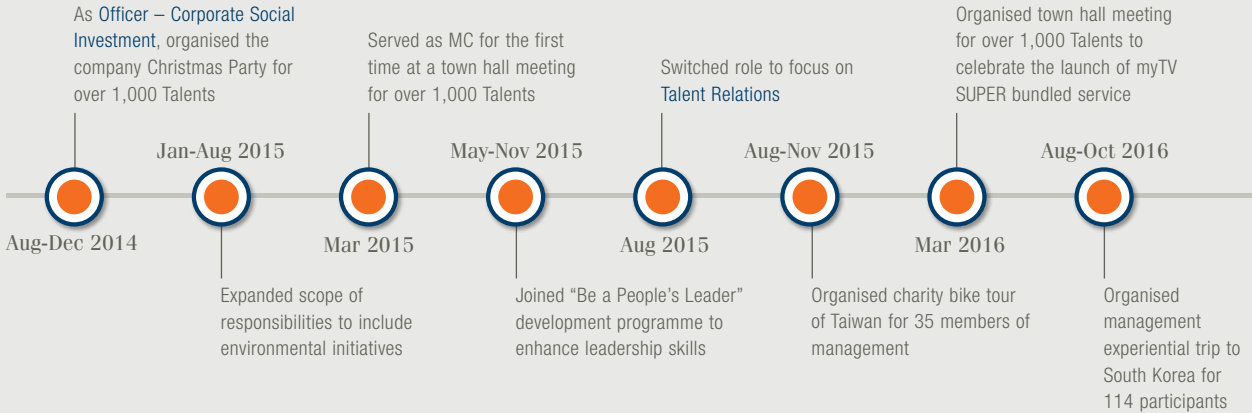 As Officer – Corporate Social
Investment, organised the
company Christmas Party for
over 1,000 Talents
Aug-Dec 2014
Jan-Aug 2015
Expanded scope of
responsibilities to include
environmental initiatives
Served as MC for the first
time at a town hall meeting
for over 1,000 Talents
Mar 2015
May-Nov 2015
Joined “Be a People’s Leader”
development programme to
enhance leadership skills
Switched role to focus on
Talent Relations
Aug 2015
Aug-Nov 2015
Organised charity bike tour
of Taiwan for 35 members of
management
Organised town hall meeting
for over 1,000 Talents to
celebrate the launch of myTV
SUPER bundled service
Mar 2016
Aug-Oct 2016
Organised
management
experiential trip to
South Korea for
114 participants